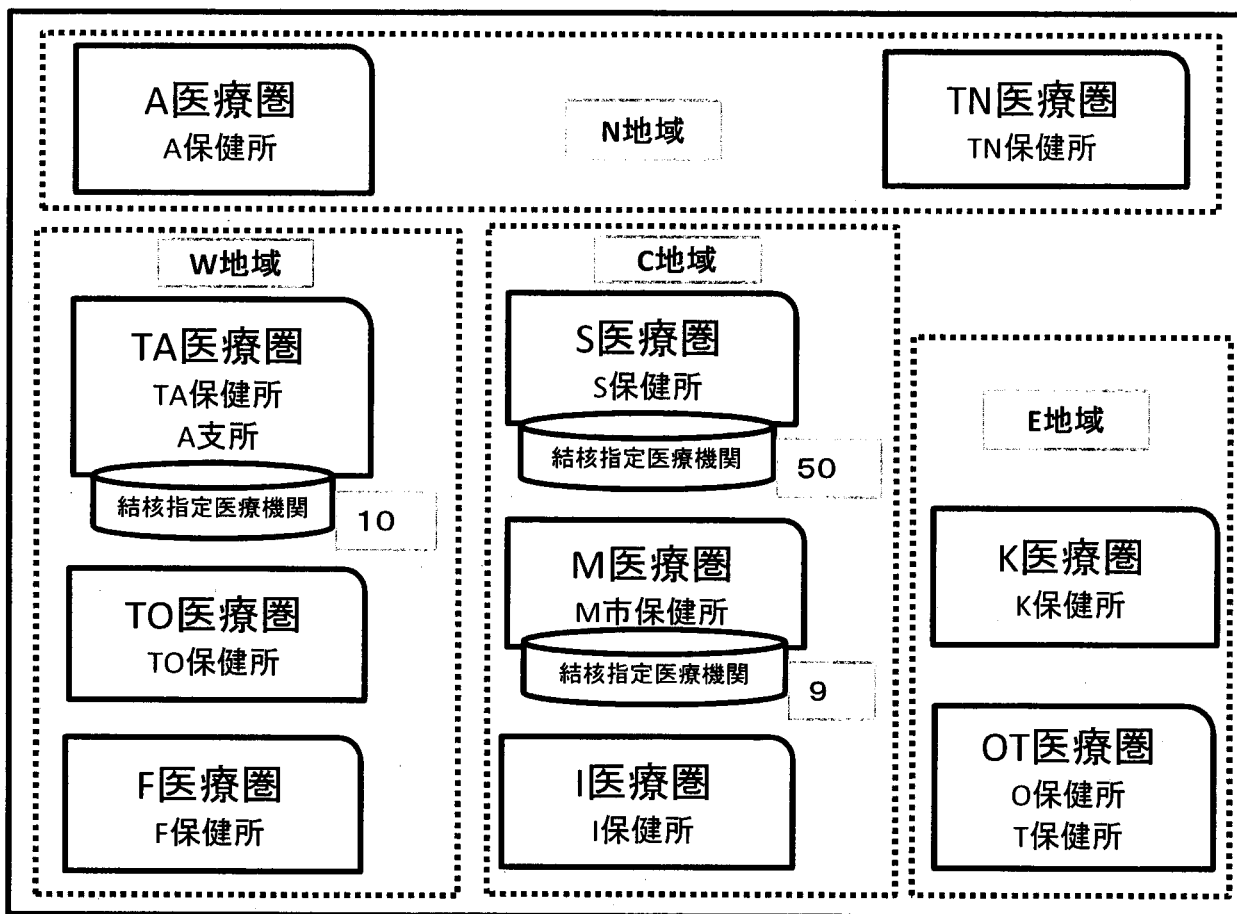 A医療圏
A保健所
N地域
TN医療圏
TN保健所
W地域
TA医療圏
TA保健所
A支所
結核指定医療機関
10
TO医療圏
TO保健所
F医療圏
F保健所
C地域
S医療圏
S保健所
結核指定医療機関
50
M医療圏
M市保健所
結核指定医療機関
9
I医療圏
I保健所
E地域
K医療圏
K保健所
OT医療圏
O保健所
T保健所